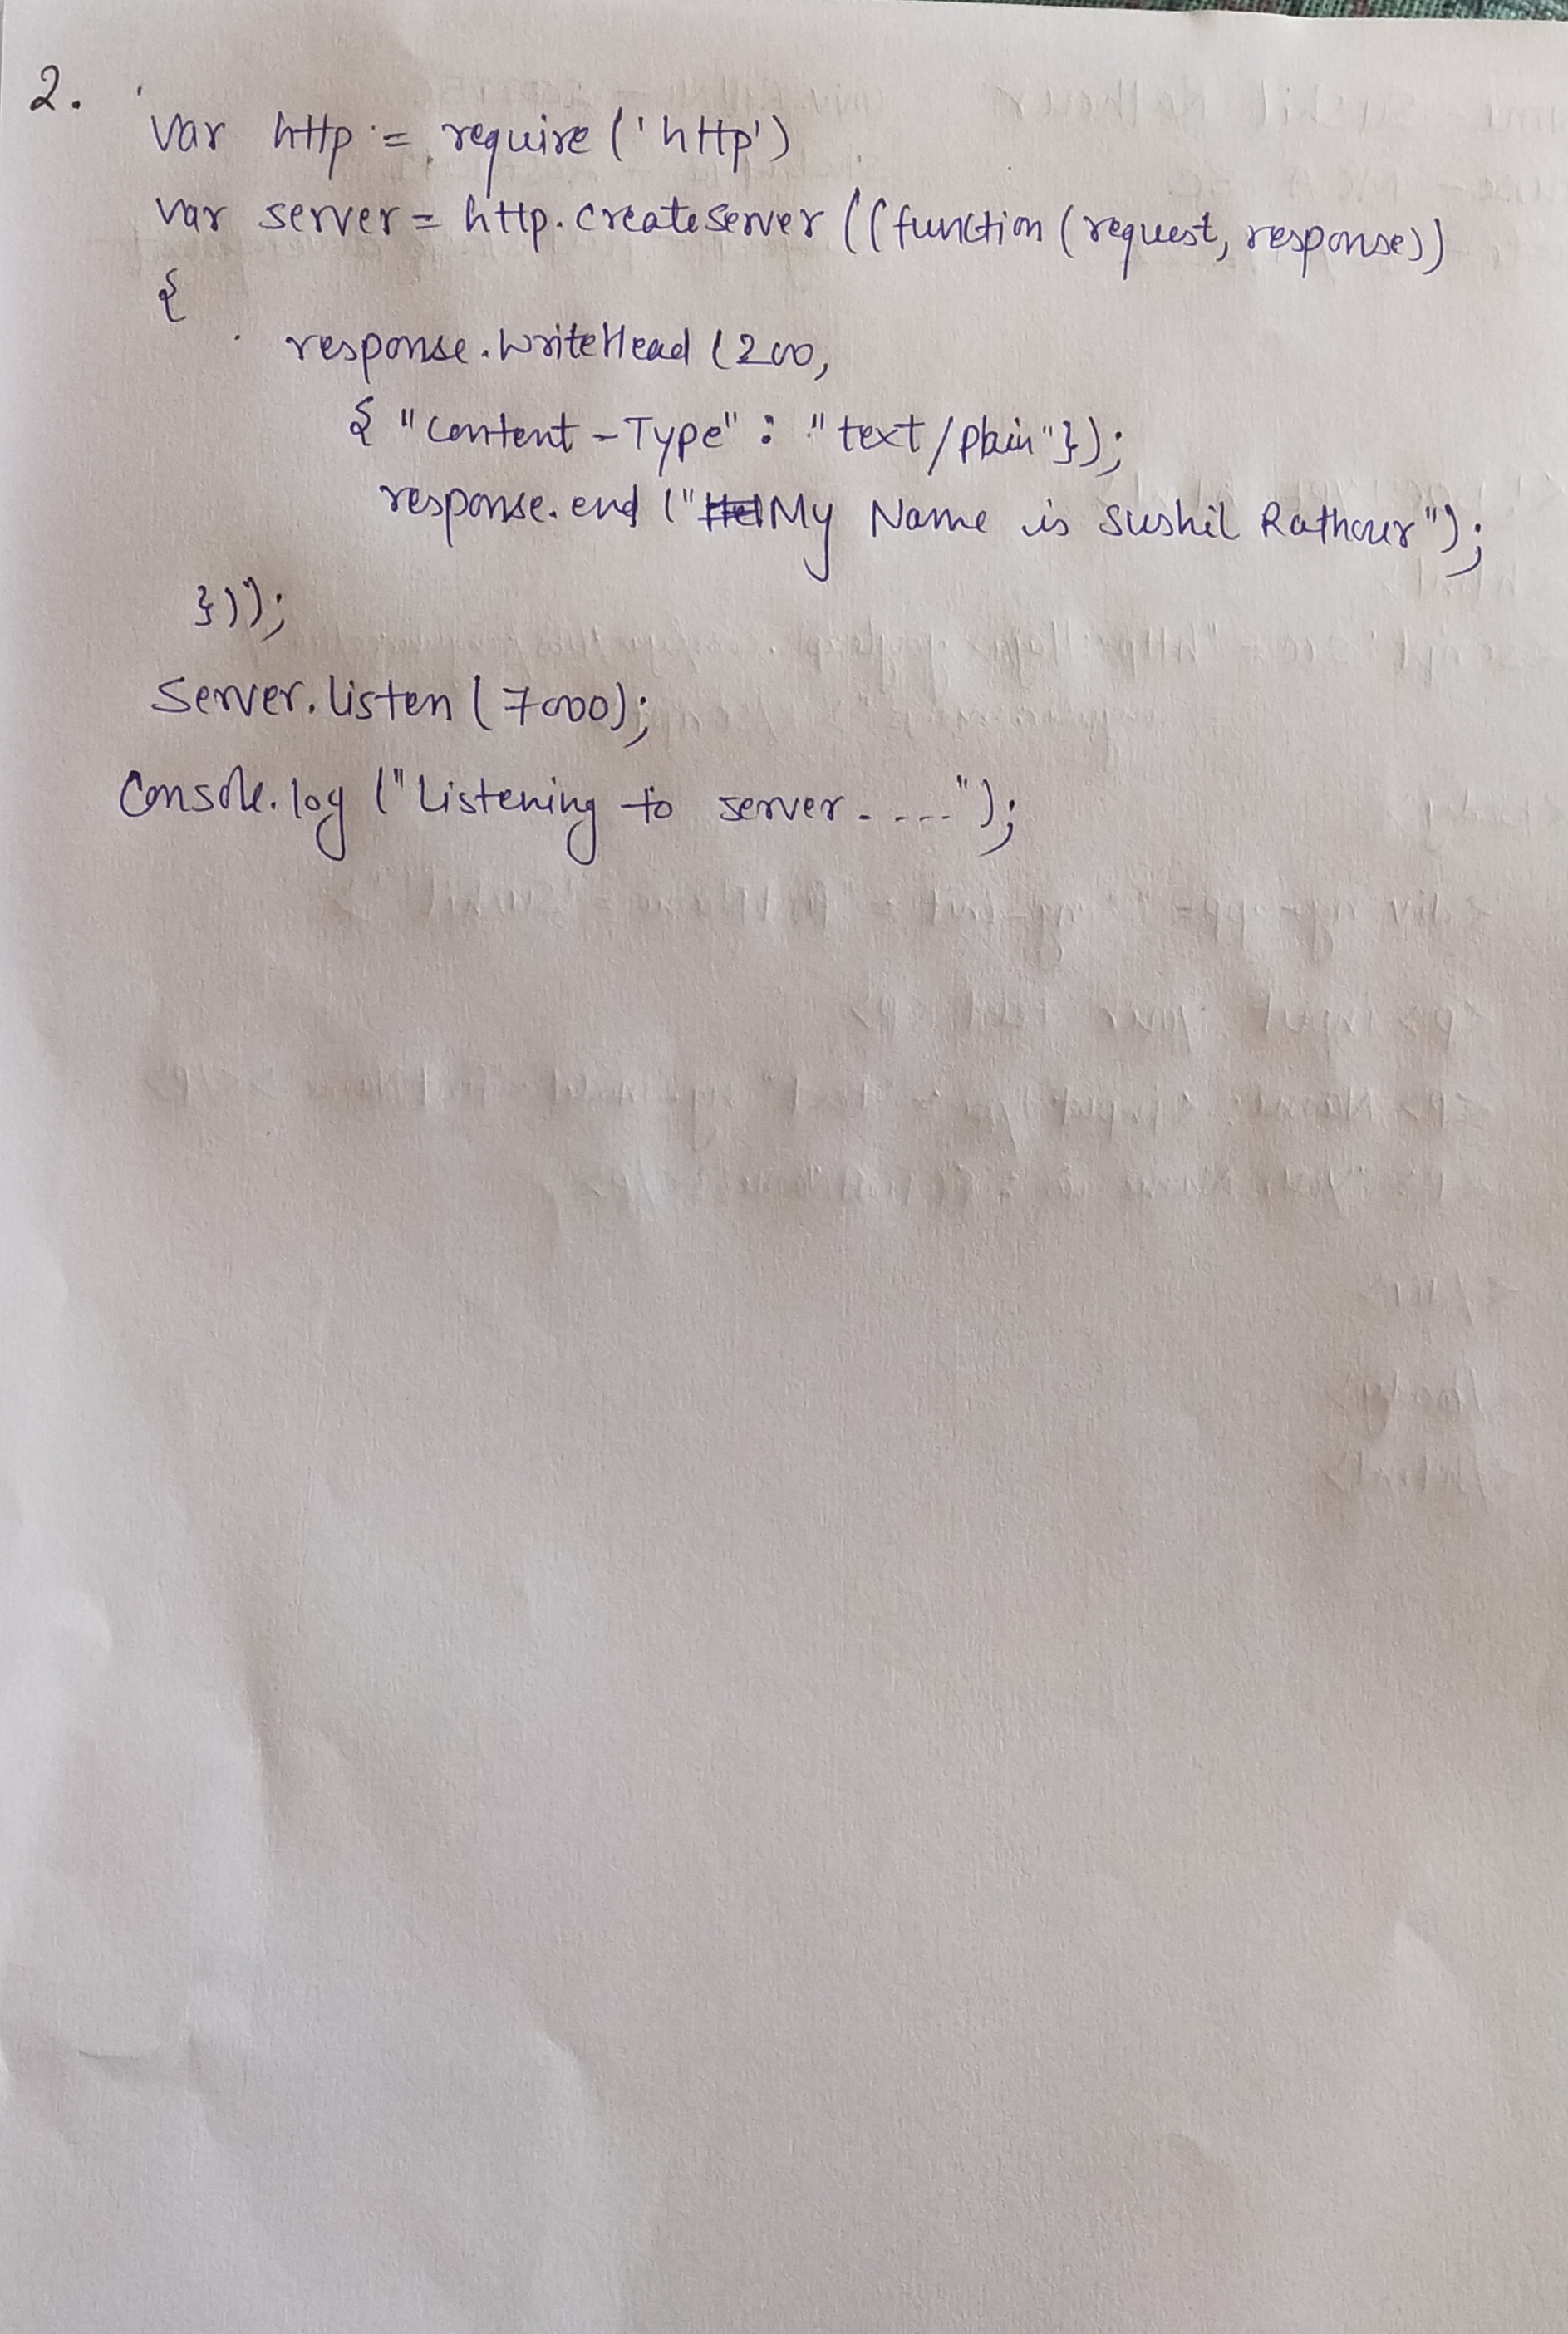 2.
var http = require ('http')
var server = http.createServer ((function (request, response))
{
response.writeHead (200,
{ "Content-Type" : "text/plain"});
response.end ("My Name is Sushil Rathour");
}));
Server.listen (7000);
Console.log ("Listening to server.....");